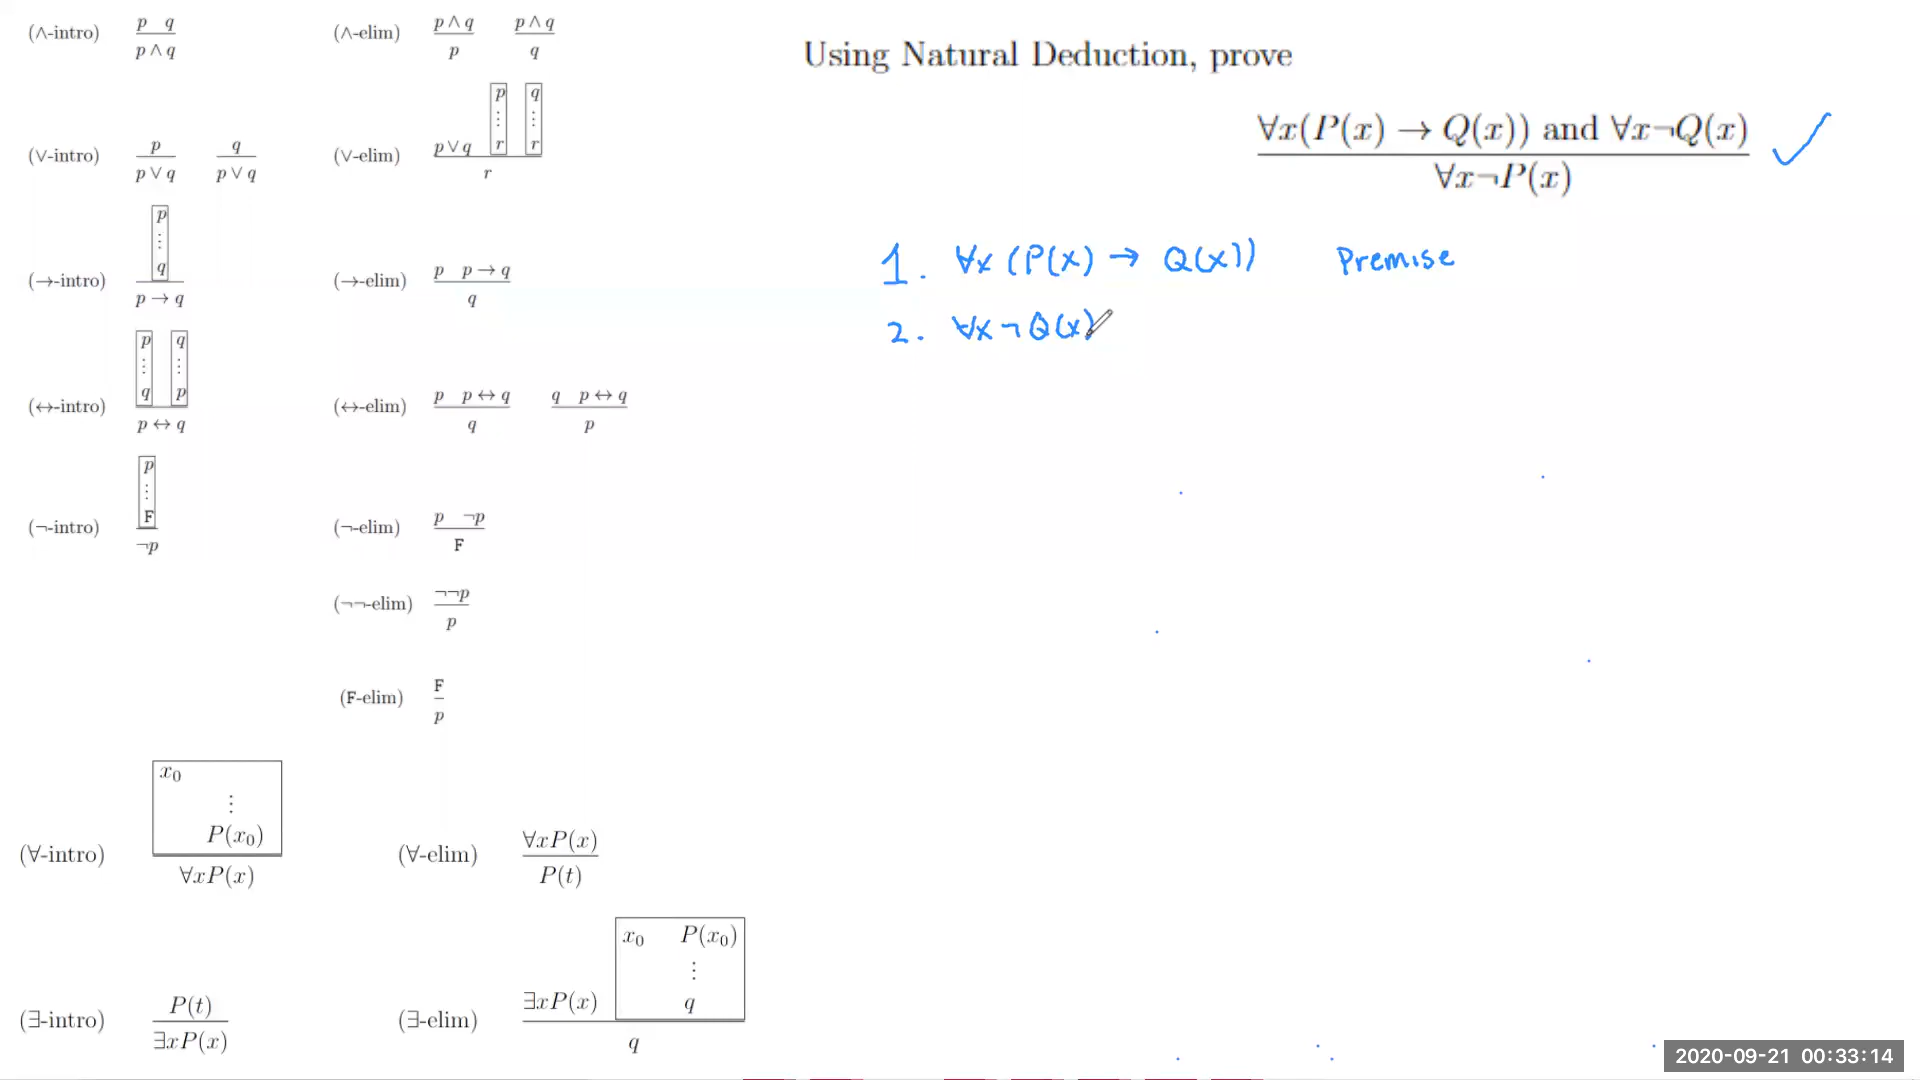 (∧-intro) p q / p ∧ q (∧-elim) p ∧ q / p p ∧ q / q
Using Natural Deduction, prove
∀x(P(x) → Q(x)) and ∀x¬Q(x)
∀x¬P(x)
(∨-intro) p / p ∨ q q / p ∨ q (∨-elim) p ∨ q p ⋮ r q ⋮ r / r
1. ∀x (P(x) → Q(x)) Premise
2. ∀x ¬ Q(x)
(→-intro) p ⋮ q / p → q (→-elim) p p → q / q
(↔-intro) p ⋮ q q ⋮ p / p ↔ q (↔-elim) p p ↔ q / q q p ↔ q / p
(¬-intro) p ⋮ F / ¬p (¬-elim) p ¬p / F
(¬¬-elim) ¬¬p / p
(F-elim) F / p
(∀-intro) x₀ ⋮ P(x₀) / ∀xP(x) (∀-elim) ∀xP(x) / P(t)
(∃-intro) P(t) / ∃xP(x) (∃-elim) ∃xP(x) x₀ P(x₀) ⋮ q / q
2020-09-21 00:33:14